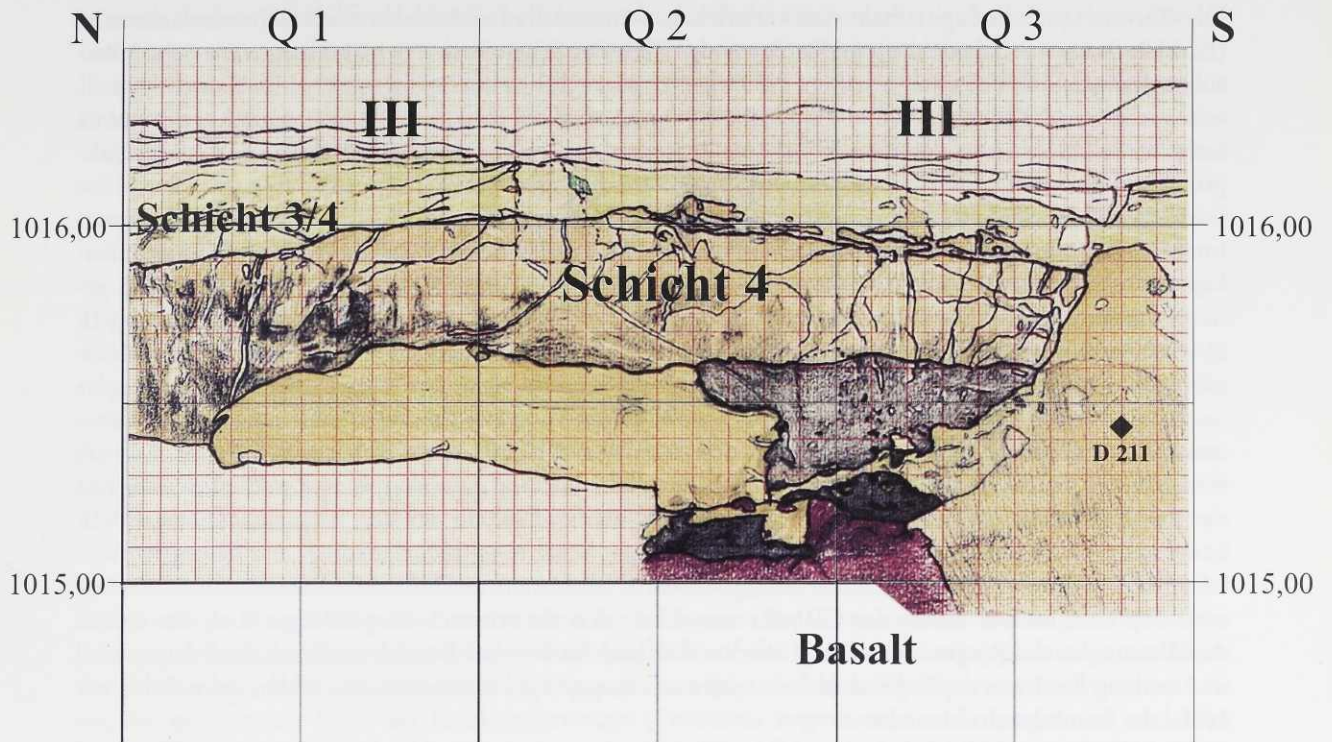 N Q 1 Q 2 Q 3 S
III III
Schicht 3/4
1016,00 1016,00
Schicht 4
D 211
1015,00 1015,00
Basalt